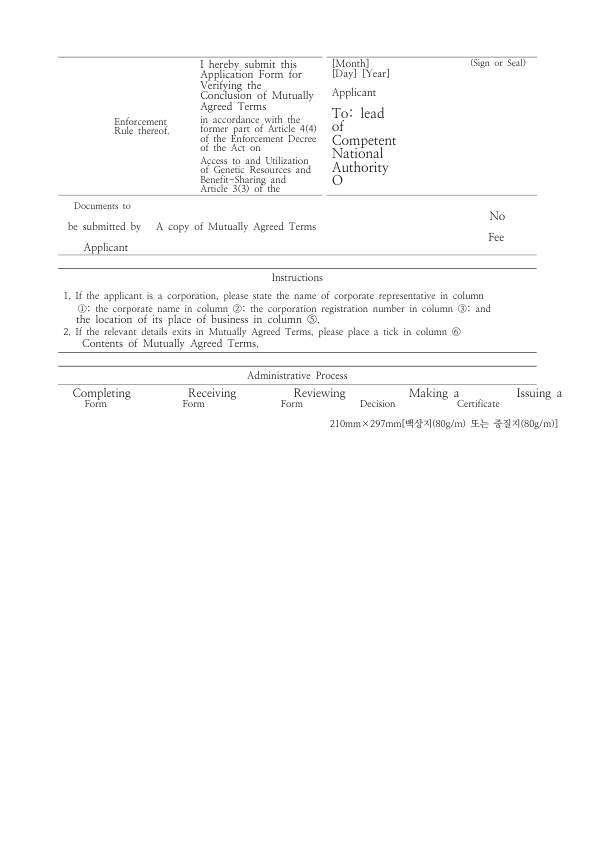 Enforcement
Rule thereof.
I hereby submit this
Application Form for
Verifying the
Conclusion of Mutually
Agreed Terms
in accordance with the
former part of Article 4(4)
of the Enforcement Decree
of the Act on
Access to and Utilization
of Genetic Resources and
Benefit-Sharing and
Article 3(3) of the
[Month]
[Day] [Year]
(Sign or Seal)
Applicant
To: lead
of
Competent
National
Authority
O
Documents to
be submitted by
Applicant
A copy of Mutually Agreed Terms
No
Fee
Instructions
1. If the applicant is a corporation, please state the name of corporate representative in column
①; the corporate name in column ②; the corporation registration number in column ③; and
the location of its place of business in column ⑤.
2. If the relevant details exits in Mutually Agreed Terms, please place a tick in column ⑥
Contents of Mutually Agreed Terms.
Administrative Process
Completing Receiving Reviewing Making a Issuing a
Form Form Form Decision Certificate
210mm×297mm[백상지(80g/m) 또는 중질지(80g/m)]